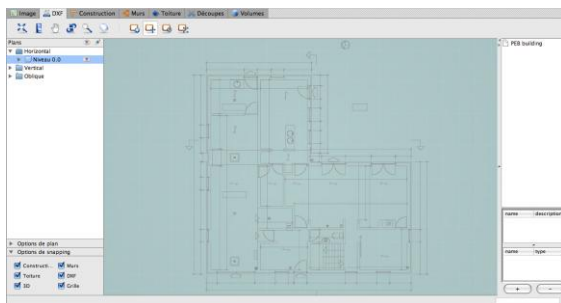 Image DXF Construction Murs Toiture Découpes Volumes
Plans
Horizontal
Niveau 0.0
Vertical
Oblique
PEB building
Options de plan
Options de snapping
Constructi... Murs
Toiture DXF
3D Grille
name description
name type
+ -